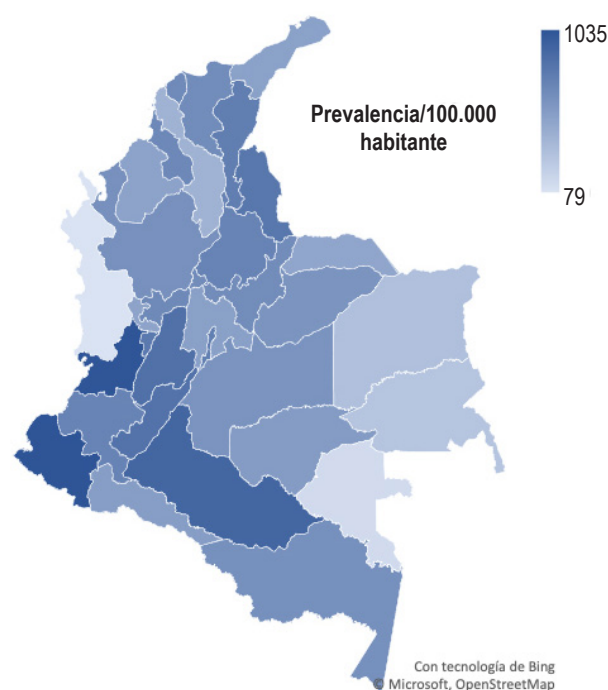 1035
Prevalencia/100.000
habitante
79
Con tecnología de Bing
© Microsoft, OpenStreetMap